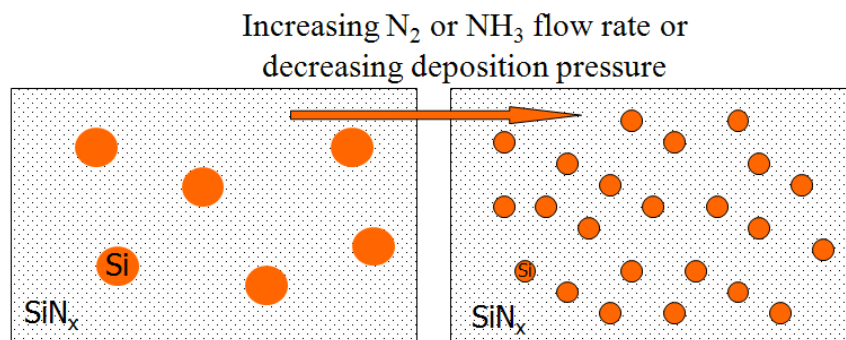 Increasing N₂ or NH₃ flow rate or
decreasing deposition pressure
Si
SiNₓ
Si
SiNₓ